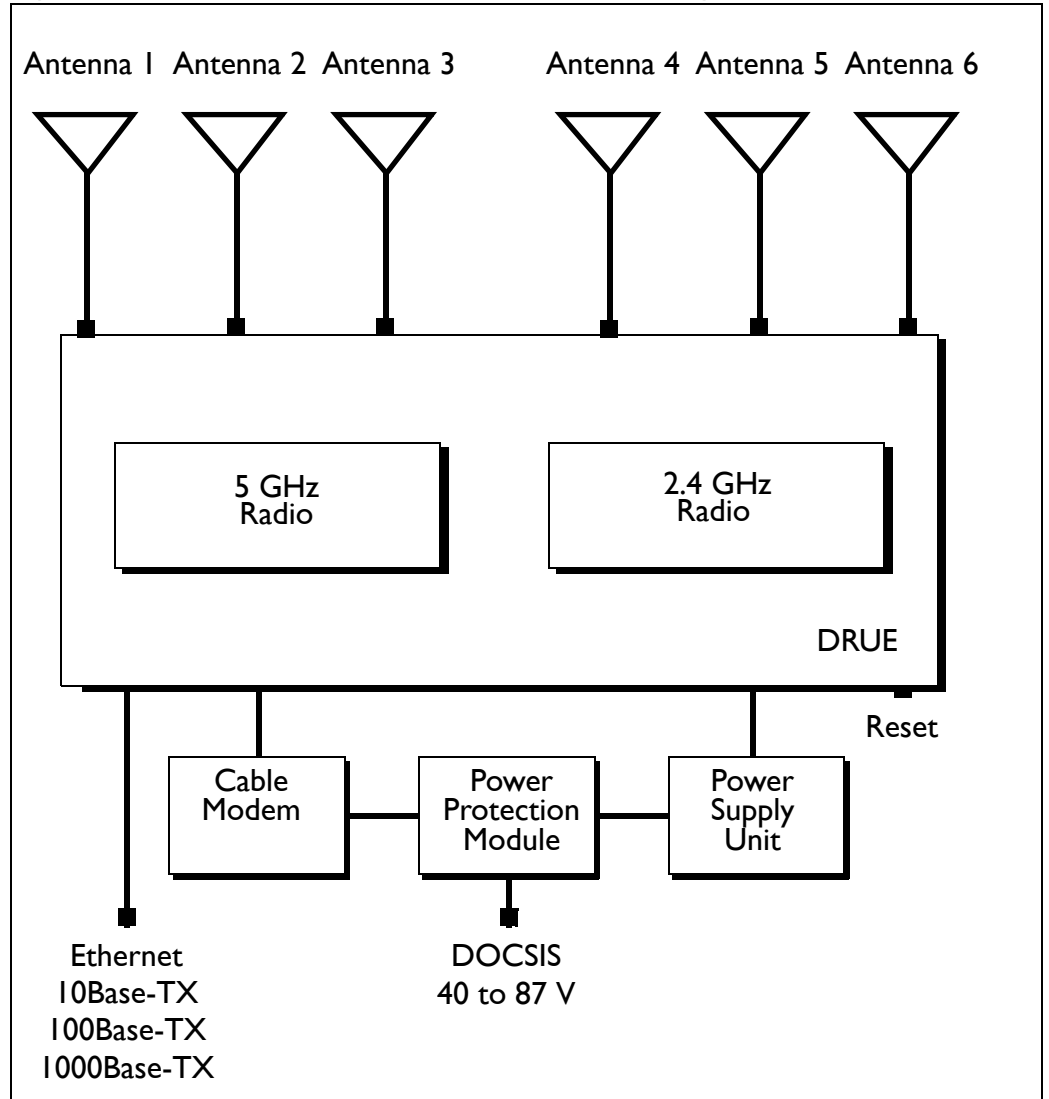 Antenna 1 Antenna 2 Antenna 3 Antenna 4 Antenna 5 Antenna 6
5 GHz
Radio
2.4 GHz
Radio
DRUE
Reset
Cable
Modem
Power
Protection
Module
Power
Supply
Unit
Ethernet
10Base-TX
100Base-TX
1000Base-TX
DOCSIS
40 to 87 V